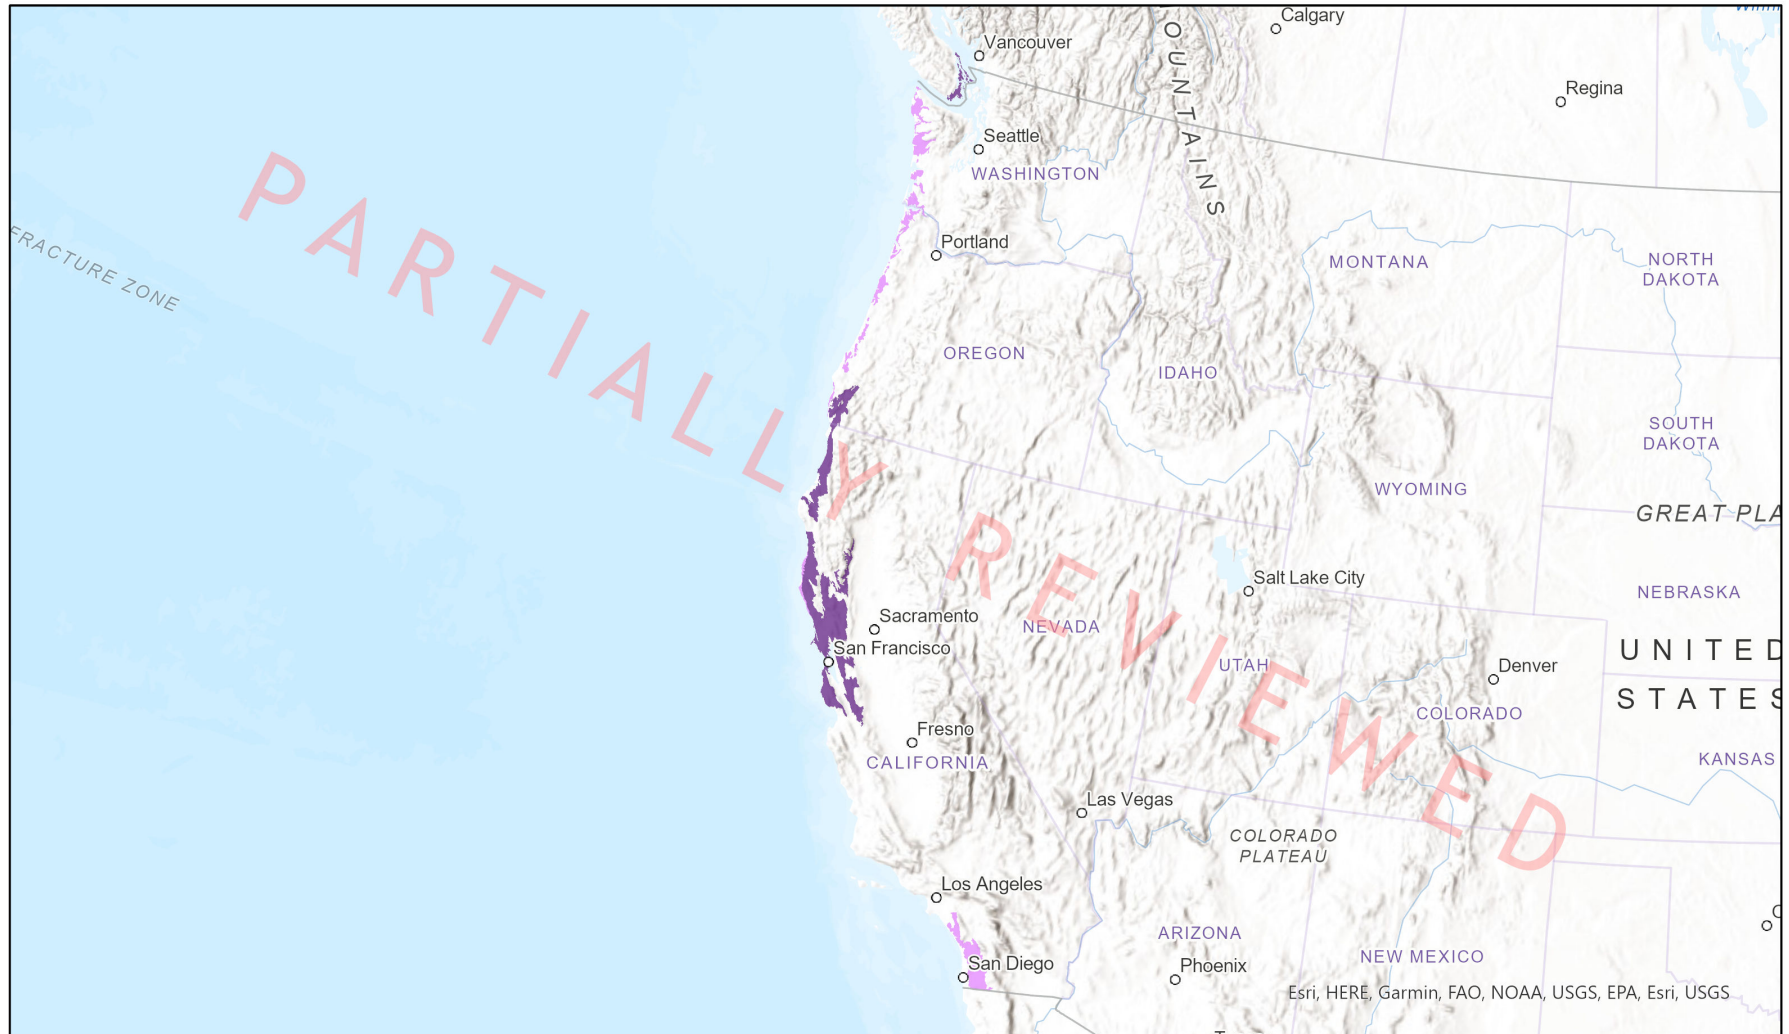 Calgary
Vancouver
Regina
OUNTAINS
Seattle
WASHINGTON
PARTIALLY REVIEWED
FRACTURE ZONE
Portland
MONTANA
NORTH
DAKOTA
OREGON
IDAHO
SOUTH
DAKOTA
WYOMING
GREAT PLA
Salt Lake City
NEBRASKA
Sacramento
NEVADA
San Francisco
UTAH
UNITED
STATES
Denver
COLORADO
Fresno
CALIFORNIA
KANSAS
Las Vegas
COLORADO
PLATEAU
Los Angeles
ARIZONA
NEW MEXICO
San Diego
Phoenix
Esri, HERE, Garmin, FAO, NOAA, USGS, EPA, Esri, USGS